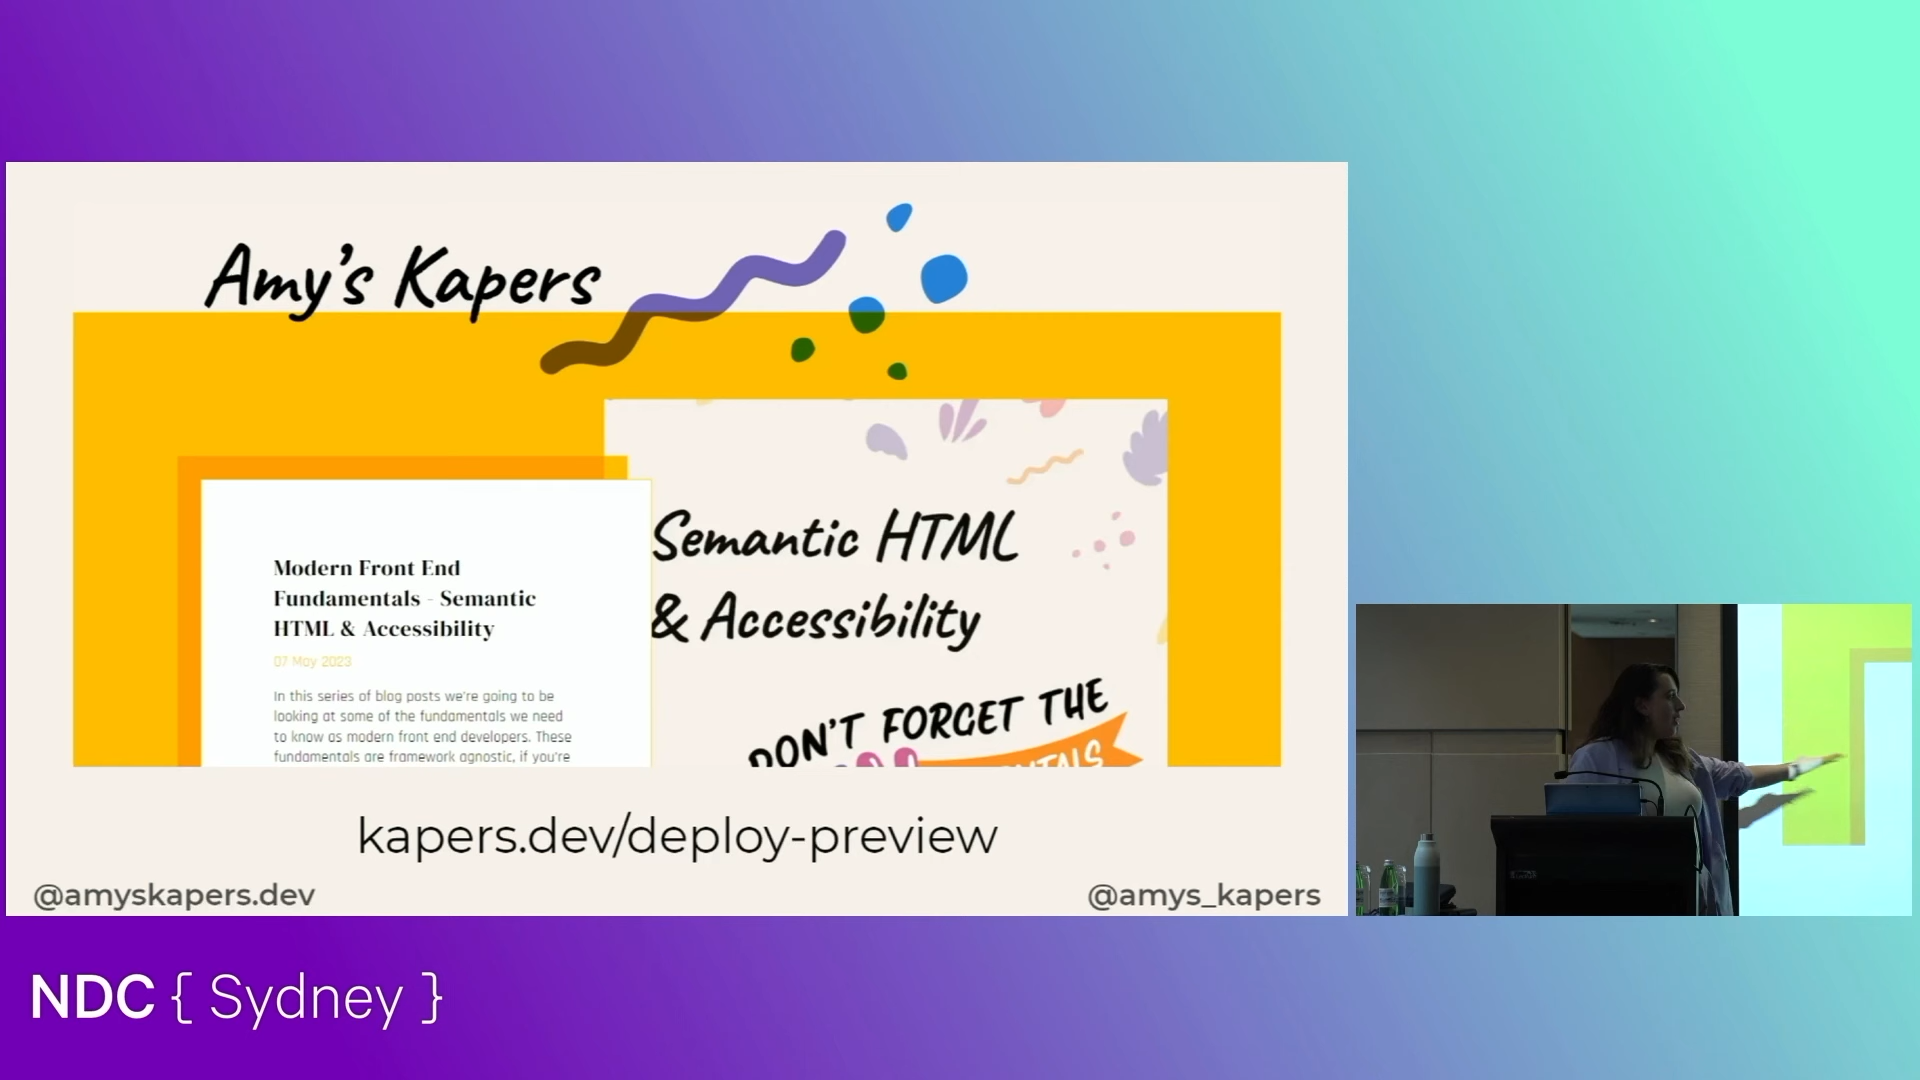 Amy's Kapers
Modern Front End
Fundamentals - Semantic
HTML & Accessibility
07 May 2023
In this series of blog posts we're going to be
looking at some of the fundamentals we need
to know as modern front end developers. These
fundamentals are framework agnostic, if you're
Semantic HTML
& Accessibility
DON'T FORGET THE
kapers.dev/deploy-preview
@amyskapers.dev
@amys_kapers
NDC { Sydney }